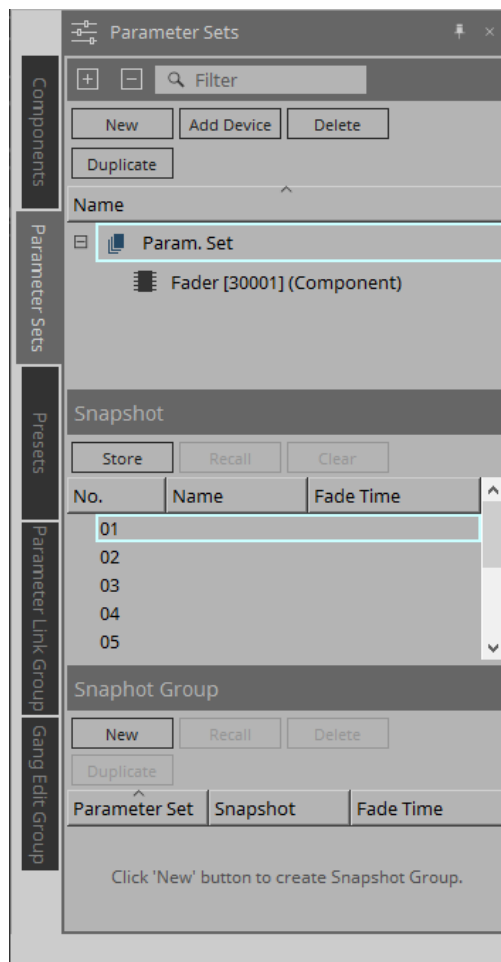 Parameter Sets
Filter
New
Add Device
Delete
Duplicate
Name
Param. Set
Fader [30001] (Component)
Snapshot
Store
Recall
Clear
No.
Name
Fade Time
01
02
03
04
05
Snaphot Group
New
Recall
Delete
Duplicate
Parameter Set
Snapshot
Fade Time
Click 'New' button to create Snapshot Group.
Components
Parameter Sets
Presets
Parameter Link Group
Gang Edit Group